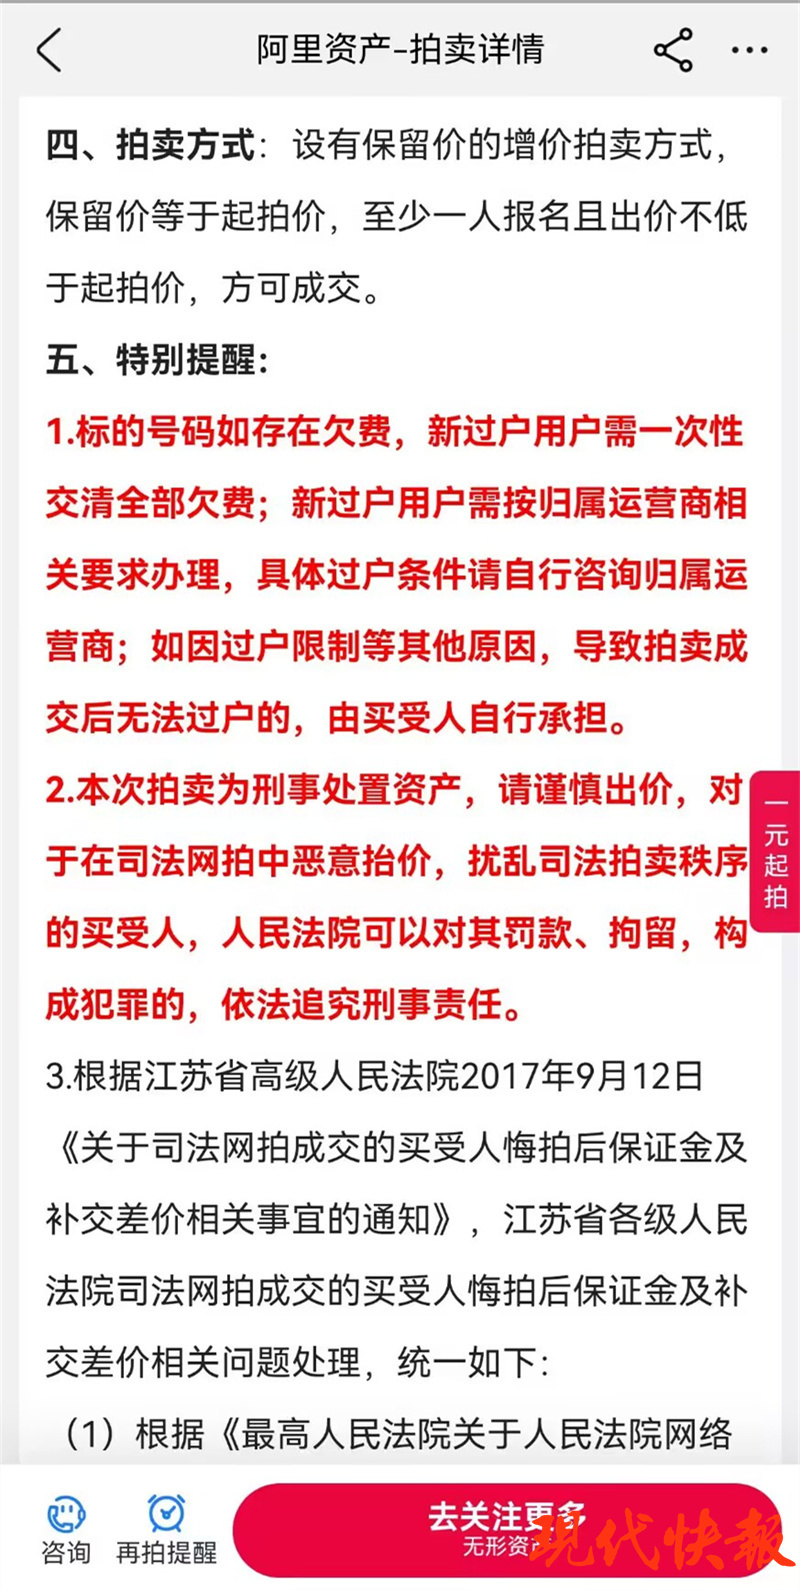 阿里资产-拍卖详情
四、拍卖方式：设有保留价的增价拍卖方式，
保留价等于起拍价，至少一人报名且出价不低
于起拍价，方可成交。
五、特别提醒：
1.标的号码如存在欠费，新过户用户需一次性
交清全部欠费；新过户用户需按归属运营商相
关要求办理，具体过户条件请自行咨询归属运
营商；如因过户限制等其他原因，导致拍卖成
交后无法过户的，由买受人自行承担。
2.本次拍卖为刑事处置资产，请谨慎出价，对
于在司法网拍中恶意抬价，扰乱司法拍卖秩序
的买受人，人民法院可以对其罚款、拘留，构
成犯罪的，依法追究刑事责任。
一元起拍
3.根据江苏省高级人民法院2017年9月12日
《关于司法网拍成交的买受人悔拍后保证金及
补交差价相关事宜的通知》，江苏省各级人民
法院司法网拍成交的买受人悔拍后保证金及补
交差价相关问题处理，统一如下：
（1）根据《最高人民法院关于人民法院网络
咨询
再拍提醒
去关注更多
无形资产
现代快報